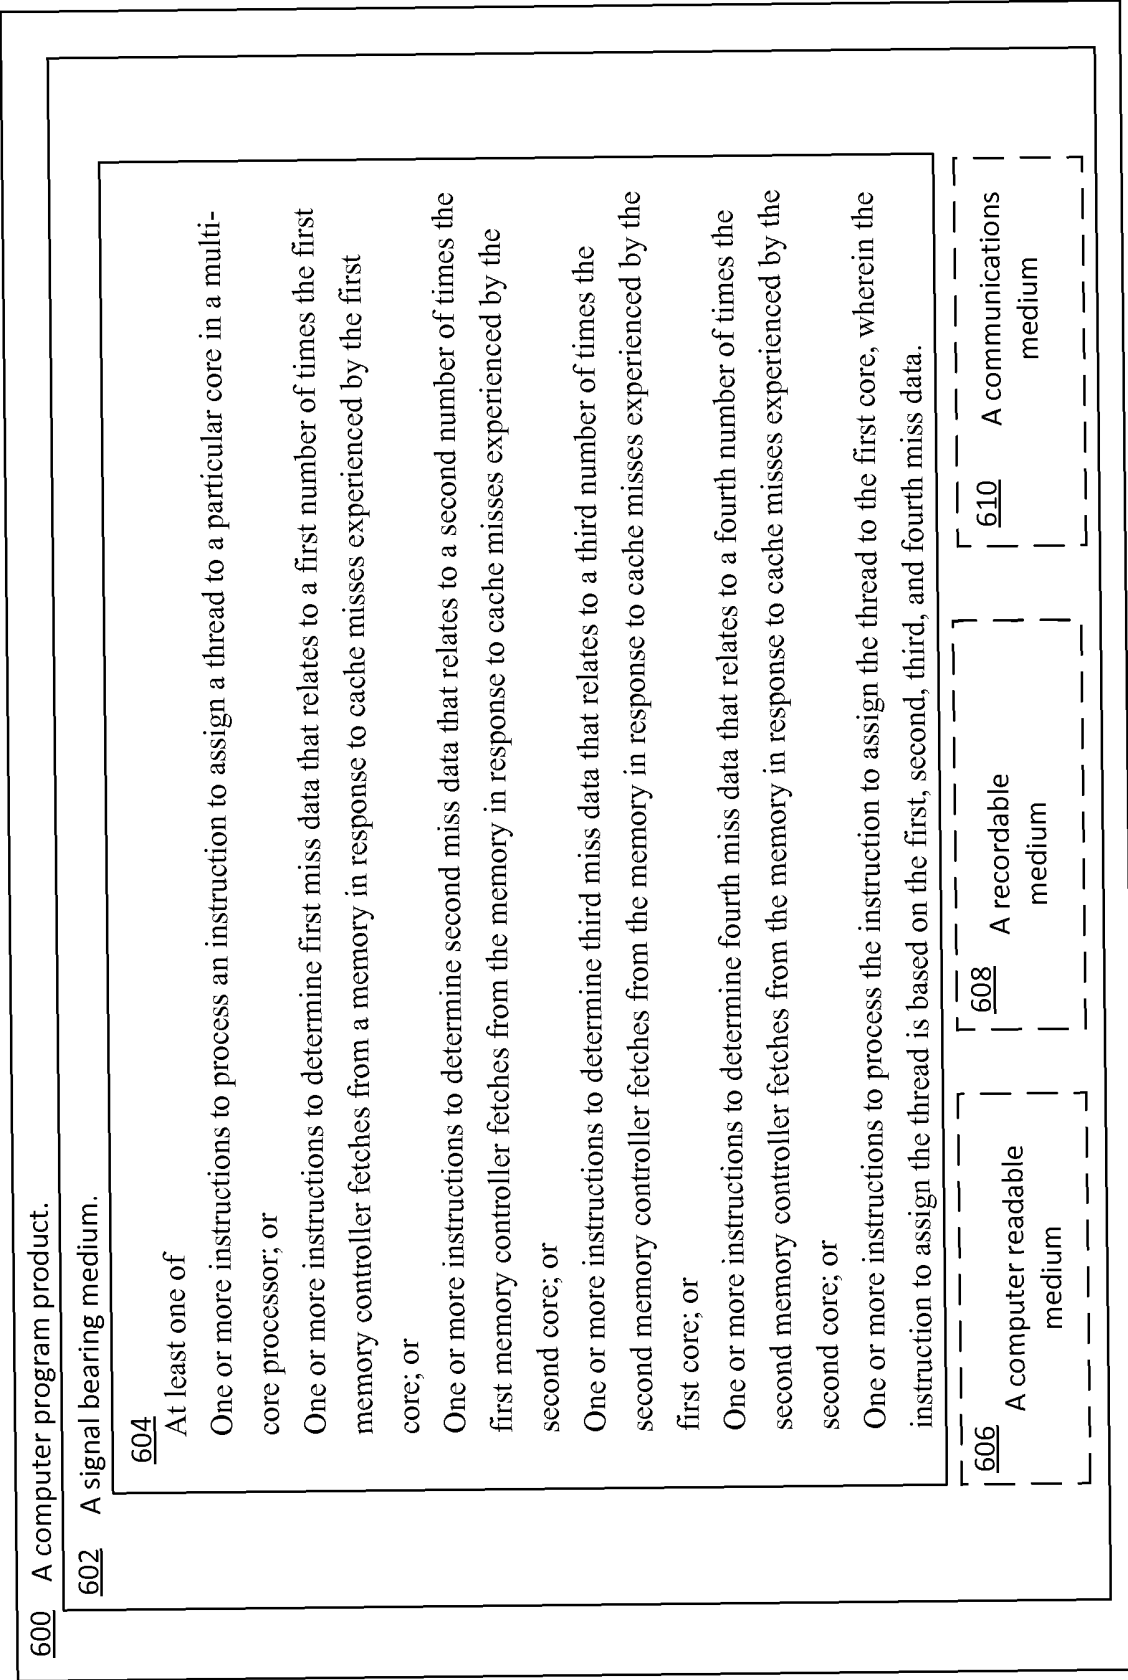 600 A computer program product.
602 A signal bearing medium.
604
At least one of
One or more instructions to process an instruction to assign a thread to a particular core in a multi-
core processor; or
One or more instructions to determine first miss data that relates to a first number of times the first
memory controller fetches from a memory in response to cache misses experienced by the first
core; or
One or more instructions to determine second miss data that relates to a second number of times the
first memory controller fetches from the memory in response to cache misses experienced by the
second core; or
One or more instructions to determine third miss data that relates to a third number of times the
second memory controller fetches from the memory in response to cache misses experienced by the
first core; or
One or more instructions to determine fourth miss data that relates to a fourth number of times the
second memory controller fetches from the memory in response to cache misses experienced by the
second core; or
One or more instructions to process the instruction to assign the thread to the first core, wherein the
instruction to assign the thread is based on the first, second, third, and fourth miss data.
606 A computer readable
medium
608 A recordable
medium
610 A communications
medium